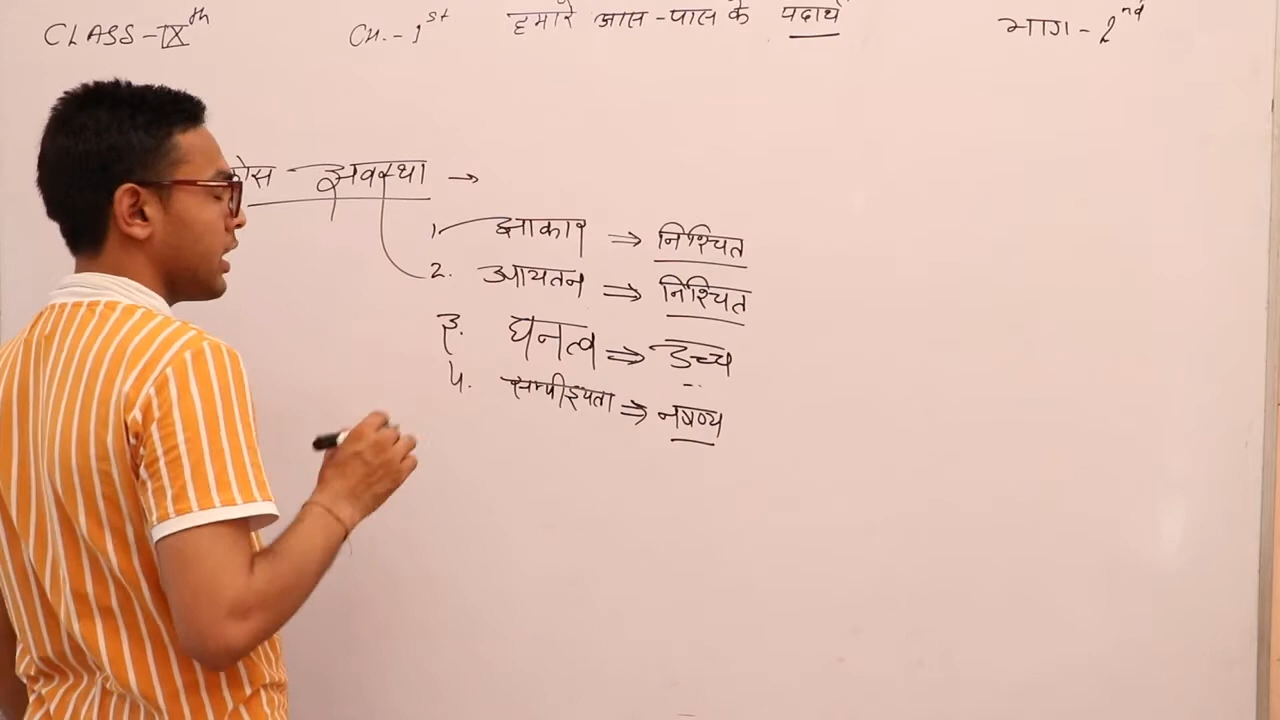 CLASS-IXth CH.-1st हमारे आस-पास के पदार्थ भाग-2nd
ठोस अवस्था →
1. आकार ⇒ निश्चित
2. आयतन ⇒ निश्चित
3. घनत्व ⇒ उच्च
4. सम्पीड्यता ⇒ नगण्य